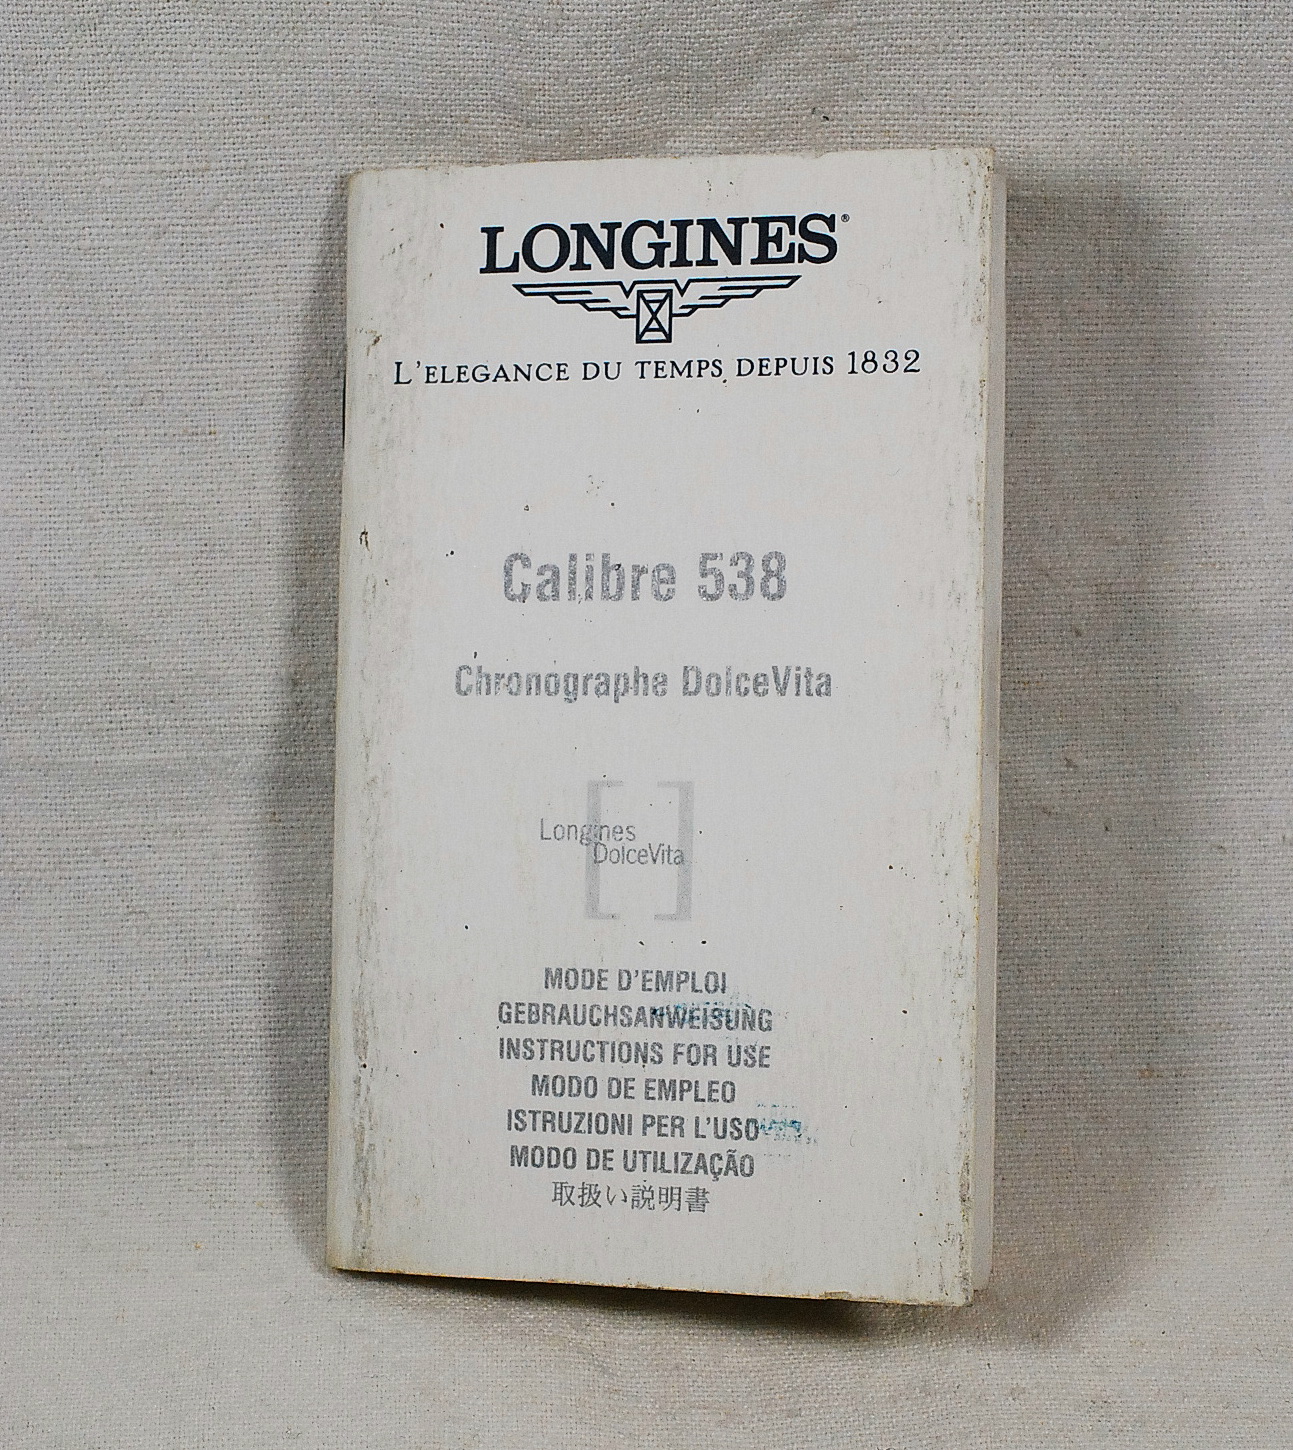 LONGINES®
L'ELEGANCE DU TEMPS DEPUIS 1832
Calibre 538
Chronographe DolceVita
Longines
DolceVita
MODE D'EMPLOI
GEBRAUCHSANWEISUNG
INSTRUCTIONS FOR USE
MODO DE EMPLEO
ISTRUZIONI PER L'USO
MODO DE UTILIZAÇÃO
取扱い説明書